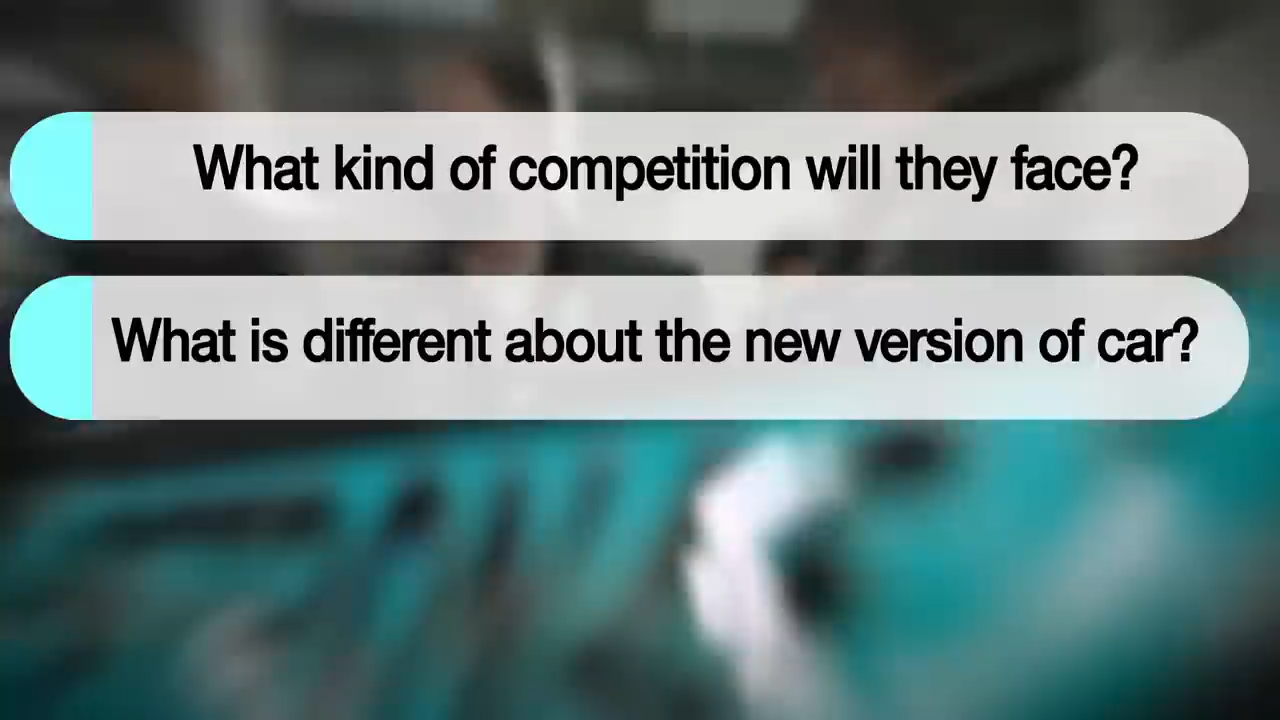 What kind of competition will they face?
What is different about the new version of car?